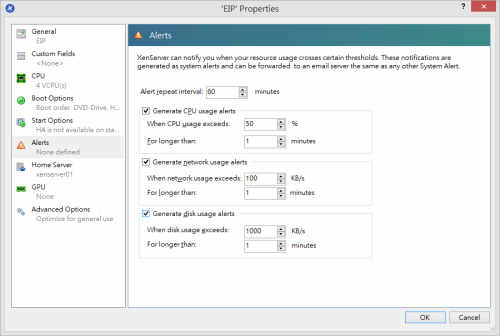 'EIP' Properties
General
EIP
Custom Fields
<None>
CPU
4 VCPU(s)
Boot Options
Boot order: DVD-Drive, H...
Start Options
HA is not available on sta...
Alerts
None defined
Home Server
xenserver01
GPU
None
Advanced Options
Optimize for general use
Alerts
XenServer can notify you when your resource usage crosses certain thresholds. These notifications are
generated as system alerts and can be forwarded to an email server the same as any other System Alert.
Alert repeat interval: 60 minutes
Generate CPU usage alerts
When CPU usage exceeds: 50 %
For longer than: 1 minutes
Generate network usage alerts
When network usage exceeds: 100 KB/s
For longer than: 1 minutes
Generate disk usage alerts
When disk usage exceeds: 1000 KB/s
For longer than: 1 minutes
OK Cancel